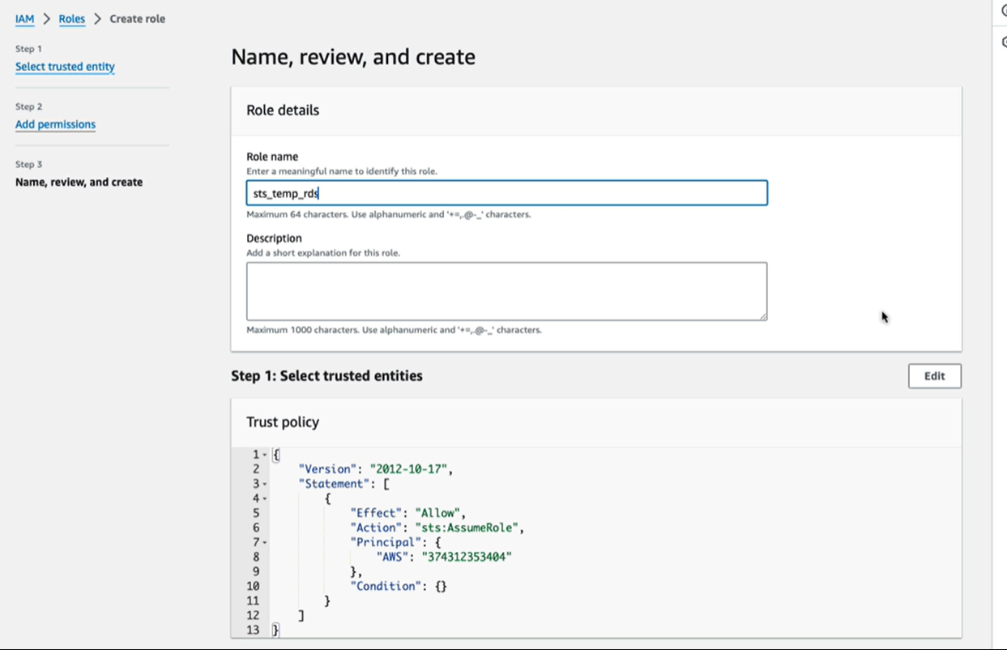 IAM > Roles > Create role
Step 1
Select trusted entity
Step 2
Add permissions
Step 3
Name, review, and create
Name, review, and create
Role details
Role name
Enter a meaningful name to identify this role.
sts_temp_rds
Maximum 64 characters. Use alphanumeric and '+=,.@-_' characters.
Description
Add a short explanation for this role.
Maximum 1000 characters. Use alphanumeric and '+=,.@-_' characters.
Step 1: Select trusted entities
Edit
Trust policy
1 {
2 "Version": "2012-10-17",
3 "Statement": [
4 {
5 "Effect": "Allow",
6 "Action": "sts:AssumeRole",
7 "Principal": {
8 "AWS": "374312353404"
9 },
10 "Condition": {}
11 }
12 ]
13 }